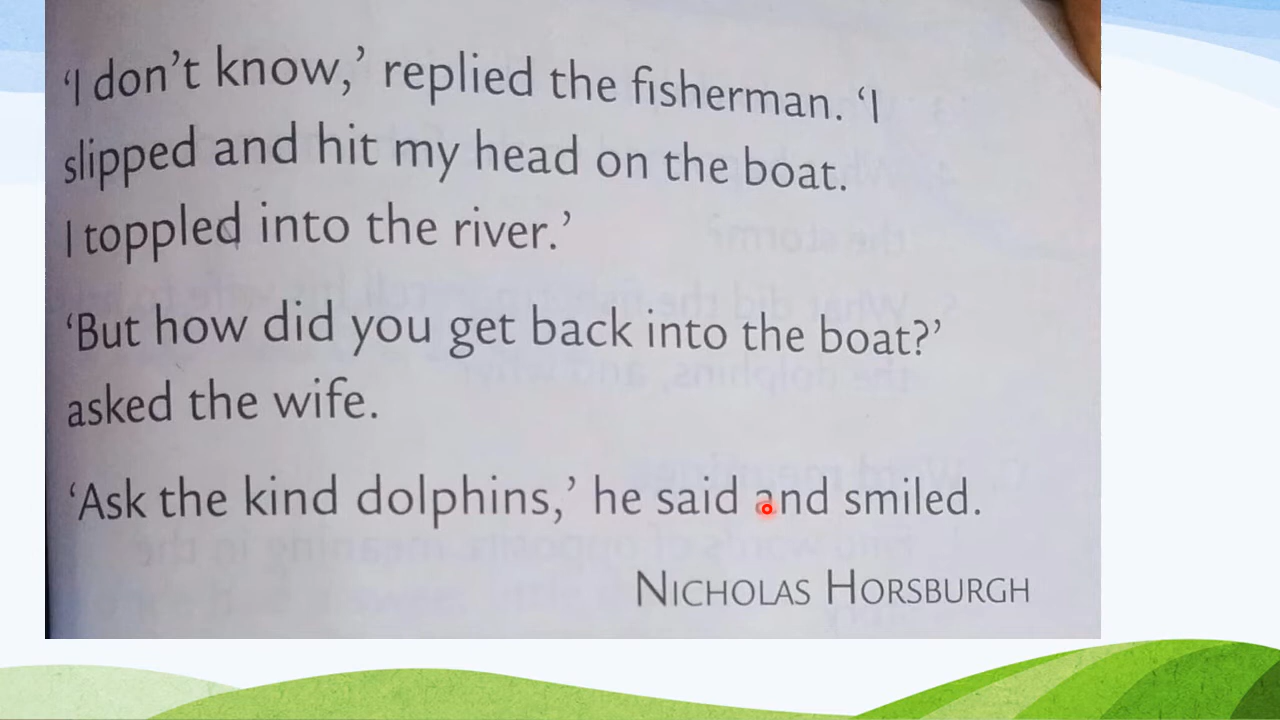 ‘I don’t know,’ replied the fisherman. ‘I
slipped and hit my head on the boat.
I toppled into the river.’
‘But how did you get back into the boat?’
asked the wife.
‘Ask the kind dolphins,’ he said and smiled.
NICHOLAS HORSBURGH